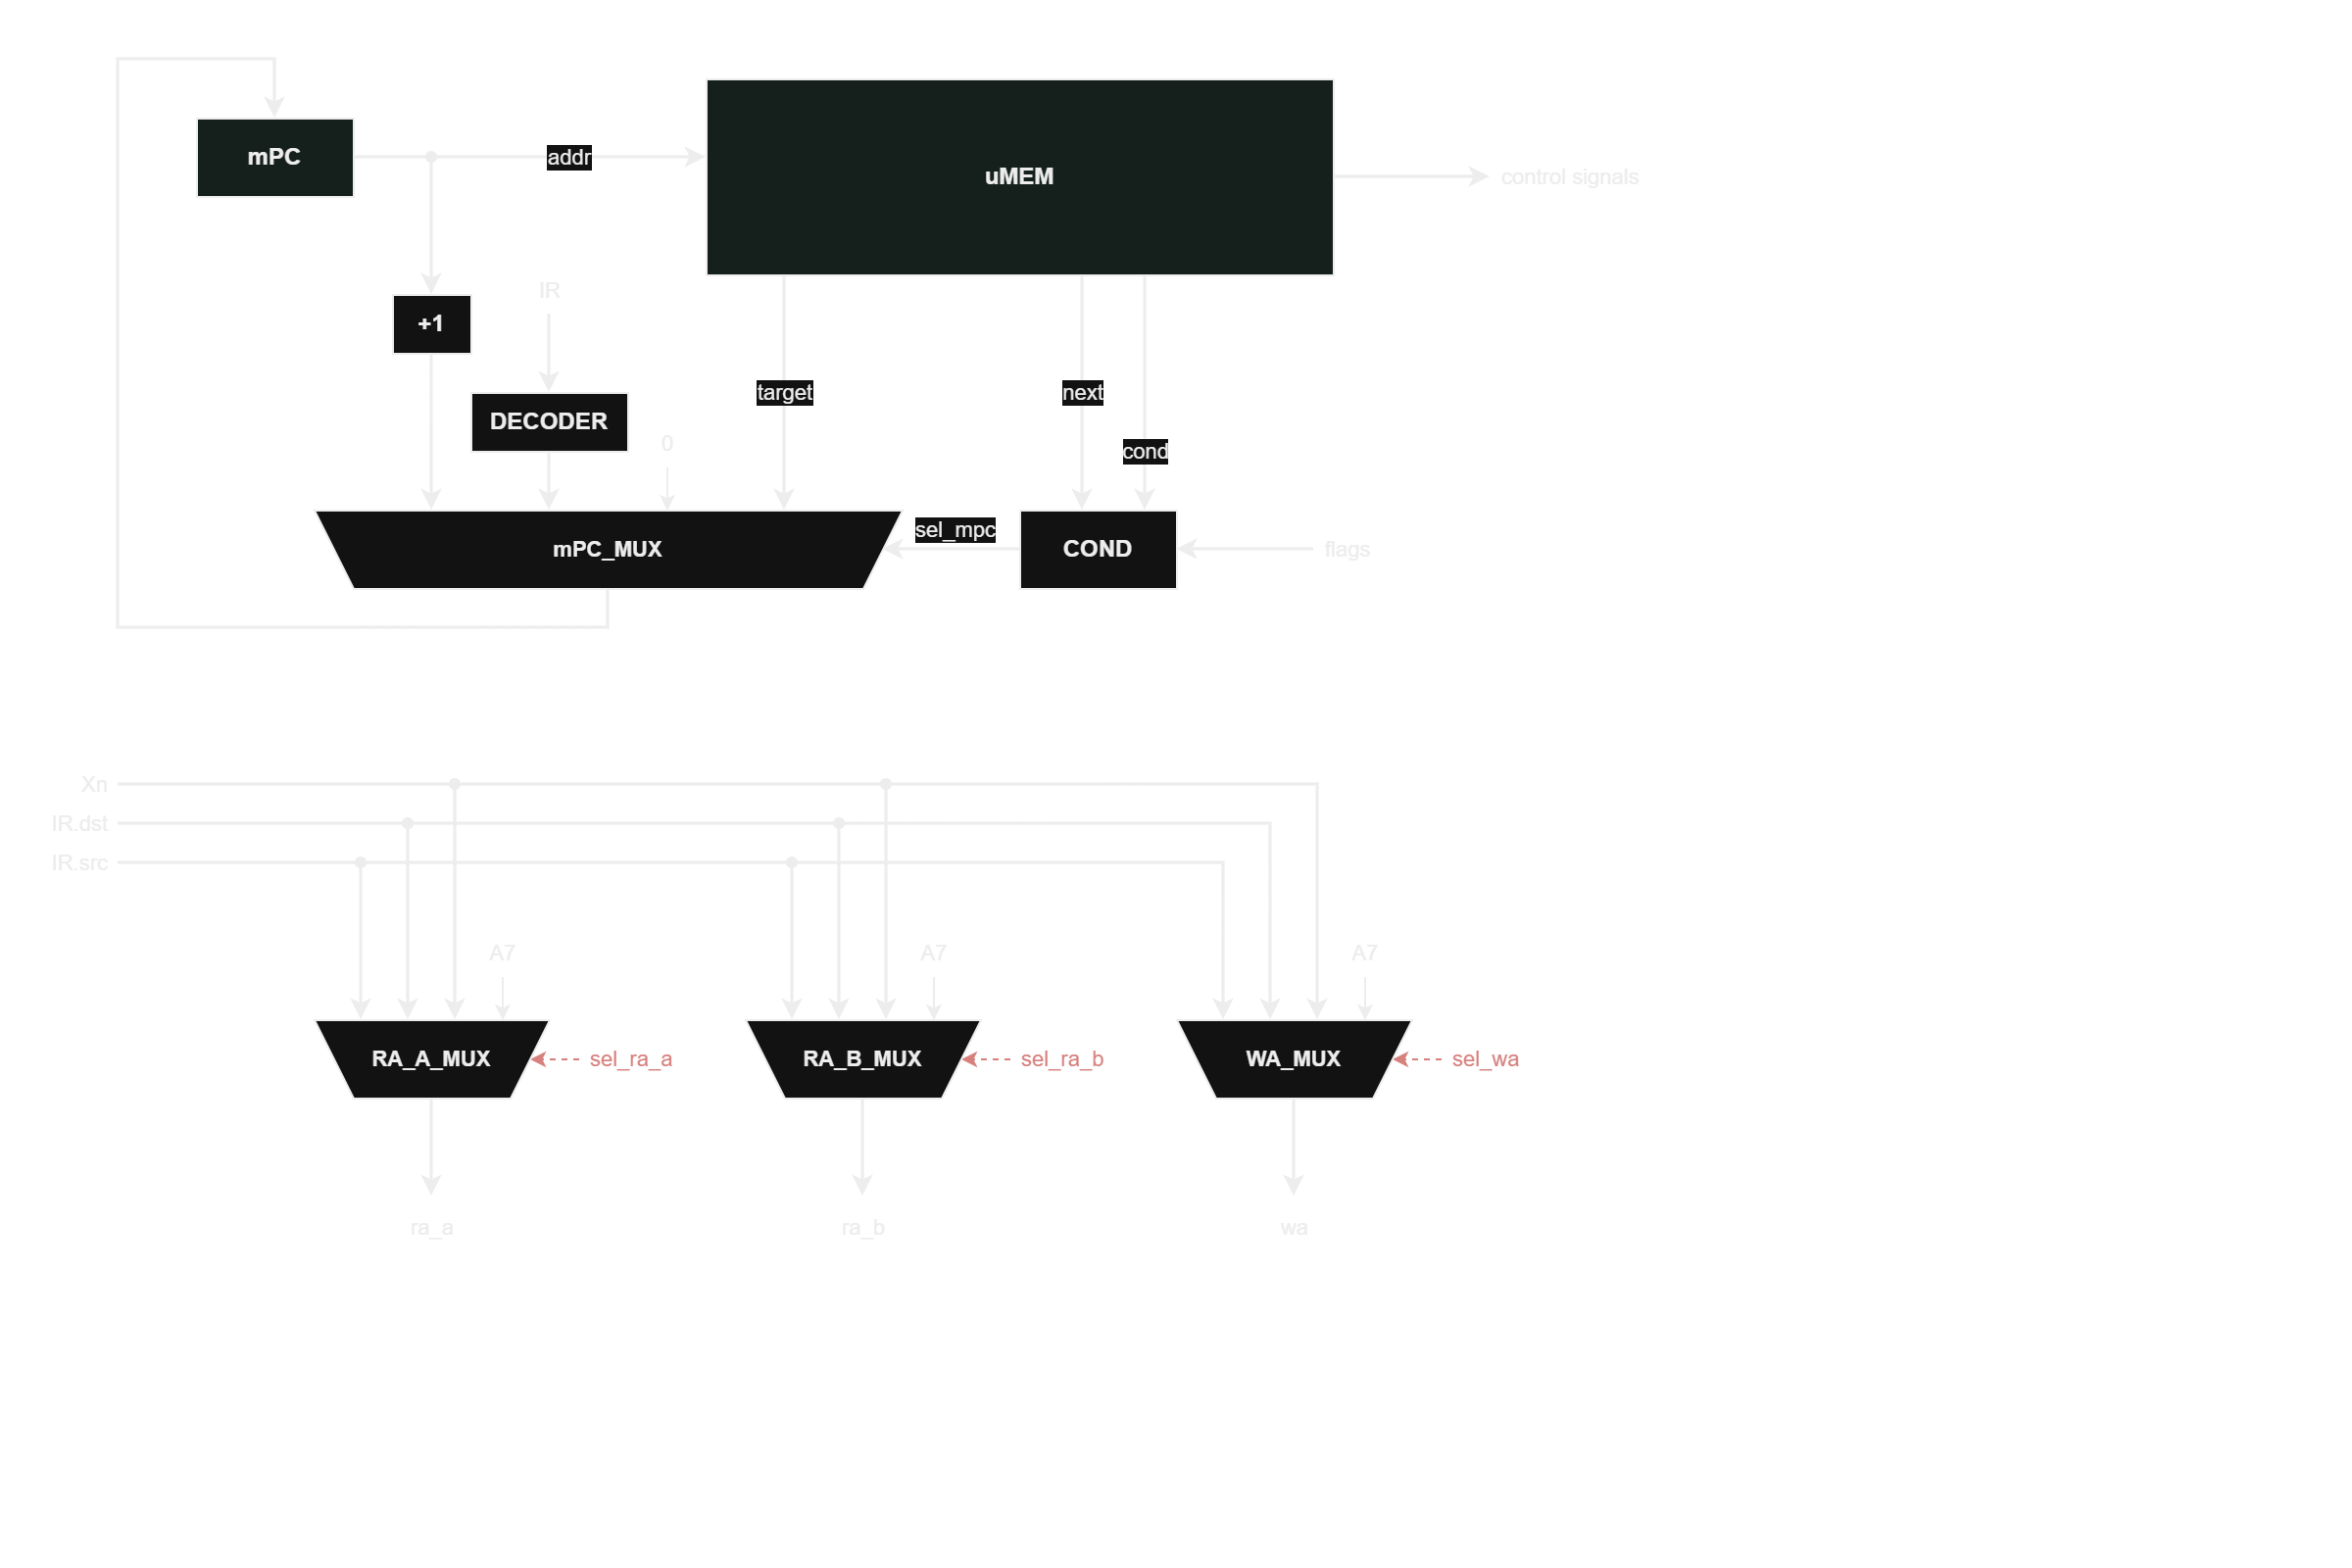 mPC
addr
uMEM
control signals
+1
IR
DECODER
0
target
next
cond
mPC_MUX
sel_mpc
COND
flags
Xn
IR.dst
IR.src
A7
A7
A7
RA_A_MUX
sel_ra_a
RA_B_MUX
sel_ra_b
WA_MUX
sel_wa
ra_a
ra_b
wa